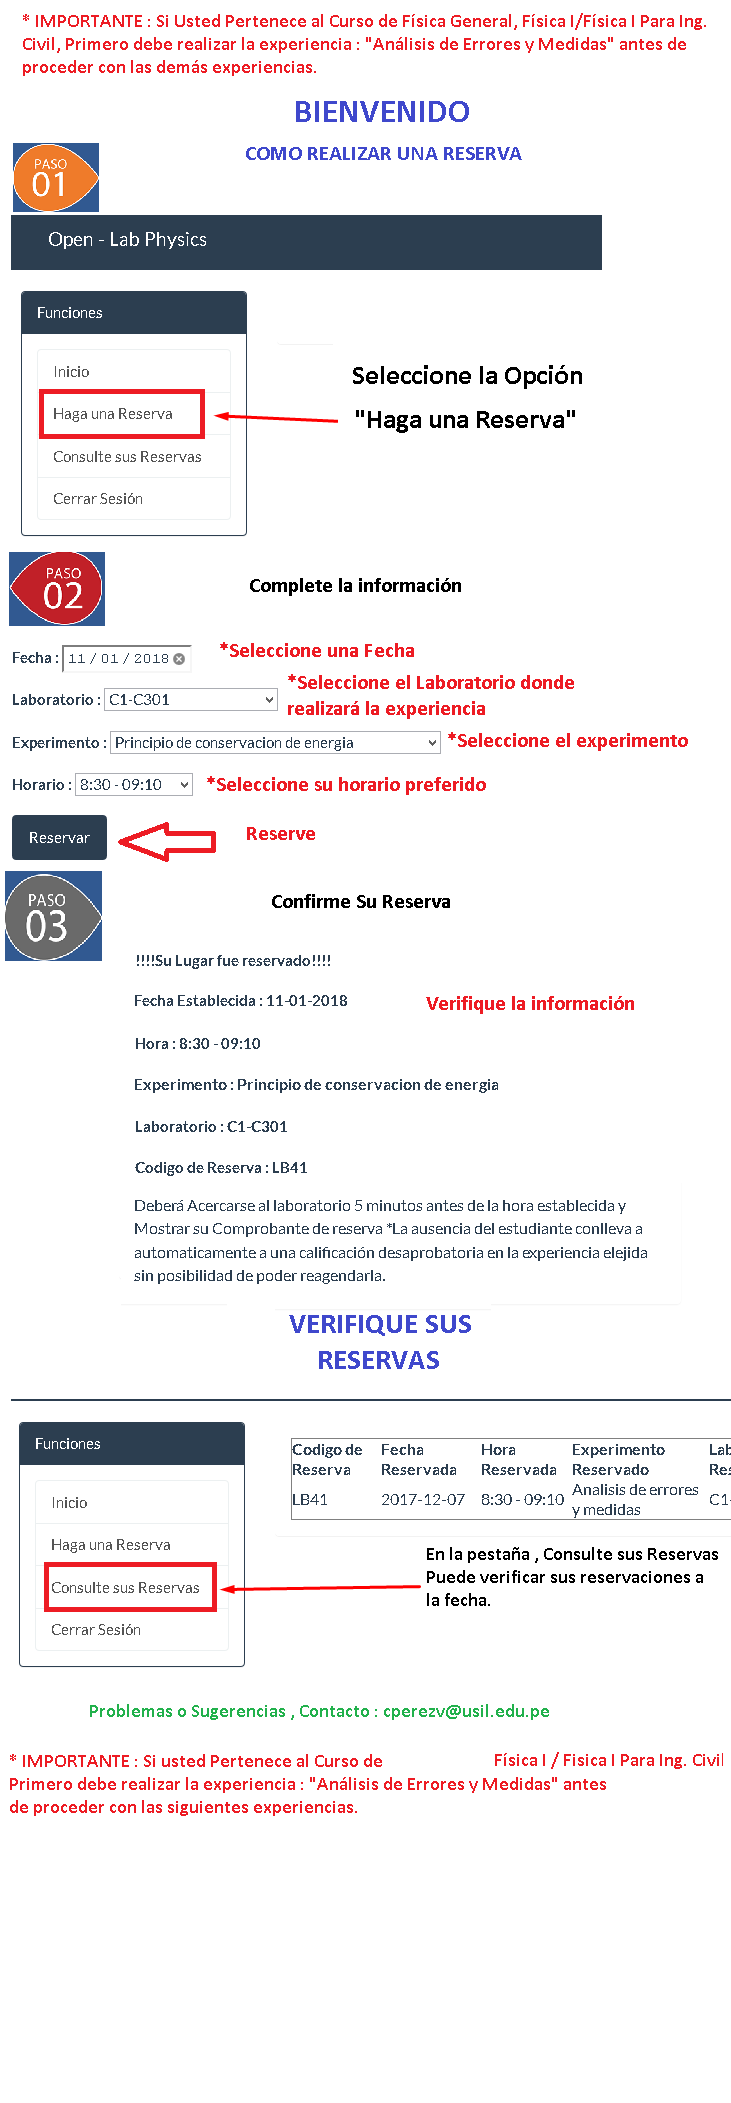 * IMPORTANTE : Si Usted Pertenece al Curso de Física General, Física I/Física I Para Ing.
Civil, Primero debe realizar la experiencia : "Análisis de Errores y Medidas" antes de
proceder con las demás experiencias.
BIENVENIDO
COMO REALIZAR UNA RESERVA
PASO
01
Open - Lab Physics
Funciones
Inicio
Haga una Reserva
Consulte sus Reservas
Cerrar Sesión
Seleccione la Opción
"Haga una Reserva"
PASO
02
Complete la información
Fecha : 11 / 01 / 2018 *Seleccione una Fecha
Laboratorio : C1-C301 *Seleccione el Laboratorio donde
realizará la experiencia
Experimento : Principio de conservacion de energia *Seleccione el experimento
Horario : 8:30 - 09:10 *Seleccione su horario preferido
Reservar Reserve
PASO
03
Confirme Su Reserva
!!!!Su Lugar fue reservado!!!!
Fecha Establecida : 11-01-2018 Verifique la información
Hora : 8:30 - 09:10
Experimento : Principio de conservacion de energia
Laboratorio : C1-C301
Codigo de Reserva : LB41
Deberá Acercarse al laboratorio 5 minutos antes de la hora establecida y
Mostrar su Comprobante de reserva *La ausencia del estudiante conlleva a
automaticamente a una calificación desaprobatoria en la experiencia elejida
sin posibilidad de poder reagendarla.
VERIFIQUE SUS
RESERVAS
Funciones
Inicio
Haga una Reserva
Consulte sus Reservas
Cerrar Sesión
Codigo de Fecha Hora Experimento
Reserva Reservada Reservada Reservado
LB41 2017-12-07 8:30 - 09:10 Analisis de errores
y medidas
En la pestaña , Consulte sus Reservas
Puede verificar sus reservaciones a
la fecha.
Problemas o Sugerencias , Contacto : cperezv@usil.edu.pe
* IMPORTANTE : Si usted Pertenece al Curso de Física I / Fisica I Para Ing. Civil
Primero debe realizar la experiencia : "Análisis de Errores y Medidas" antes
de proceder con las siguientes experiencias.